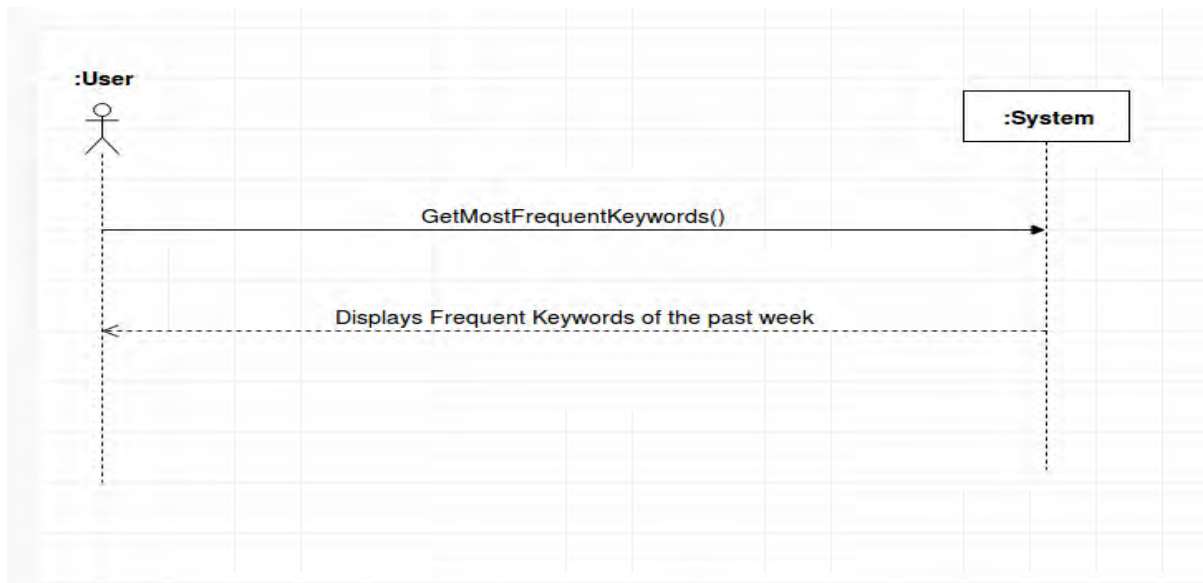 :User
:System
GetMostFrequentKeywords()
Displays Frequent Keywords of the past week